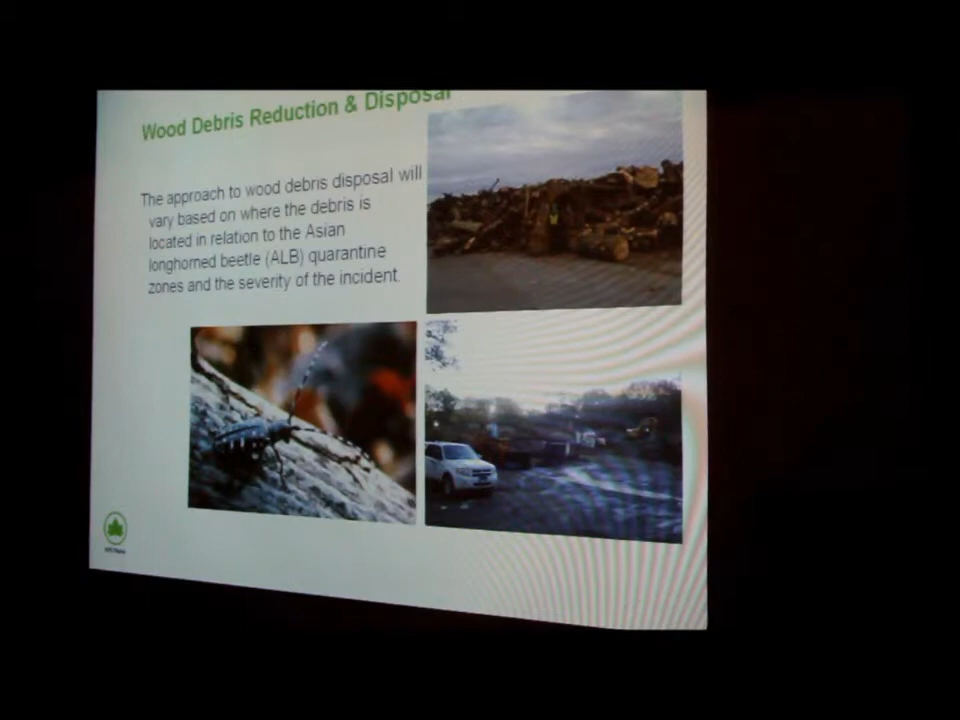 Wood Debris Reduction & Disposal
The approach to wood debris disposal will
vary based on where the debris is
located in relation to the Asian
longhorned beetle (ALB) quarantine
zones and the severity of the incident.